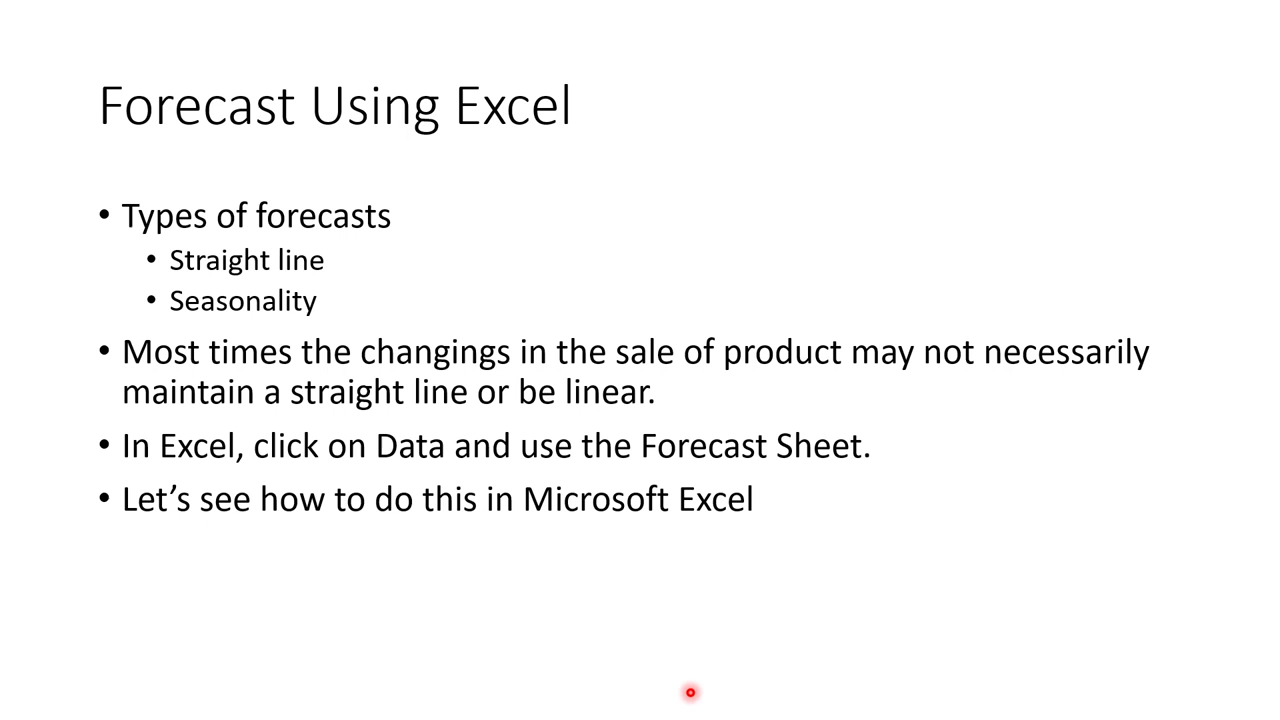 Forecast Using Excel
• Types of forecasts
• Straight line
• Seasonality
• Most times the changings in the sale of product may not necessarily
maintain a straight line or be linear.
• In Excel, click on Data and use the Forecast Sheet.
• Let’s see how to do this in Microsoft Excel